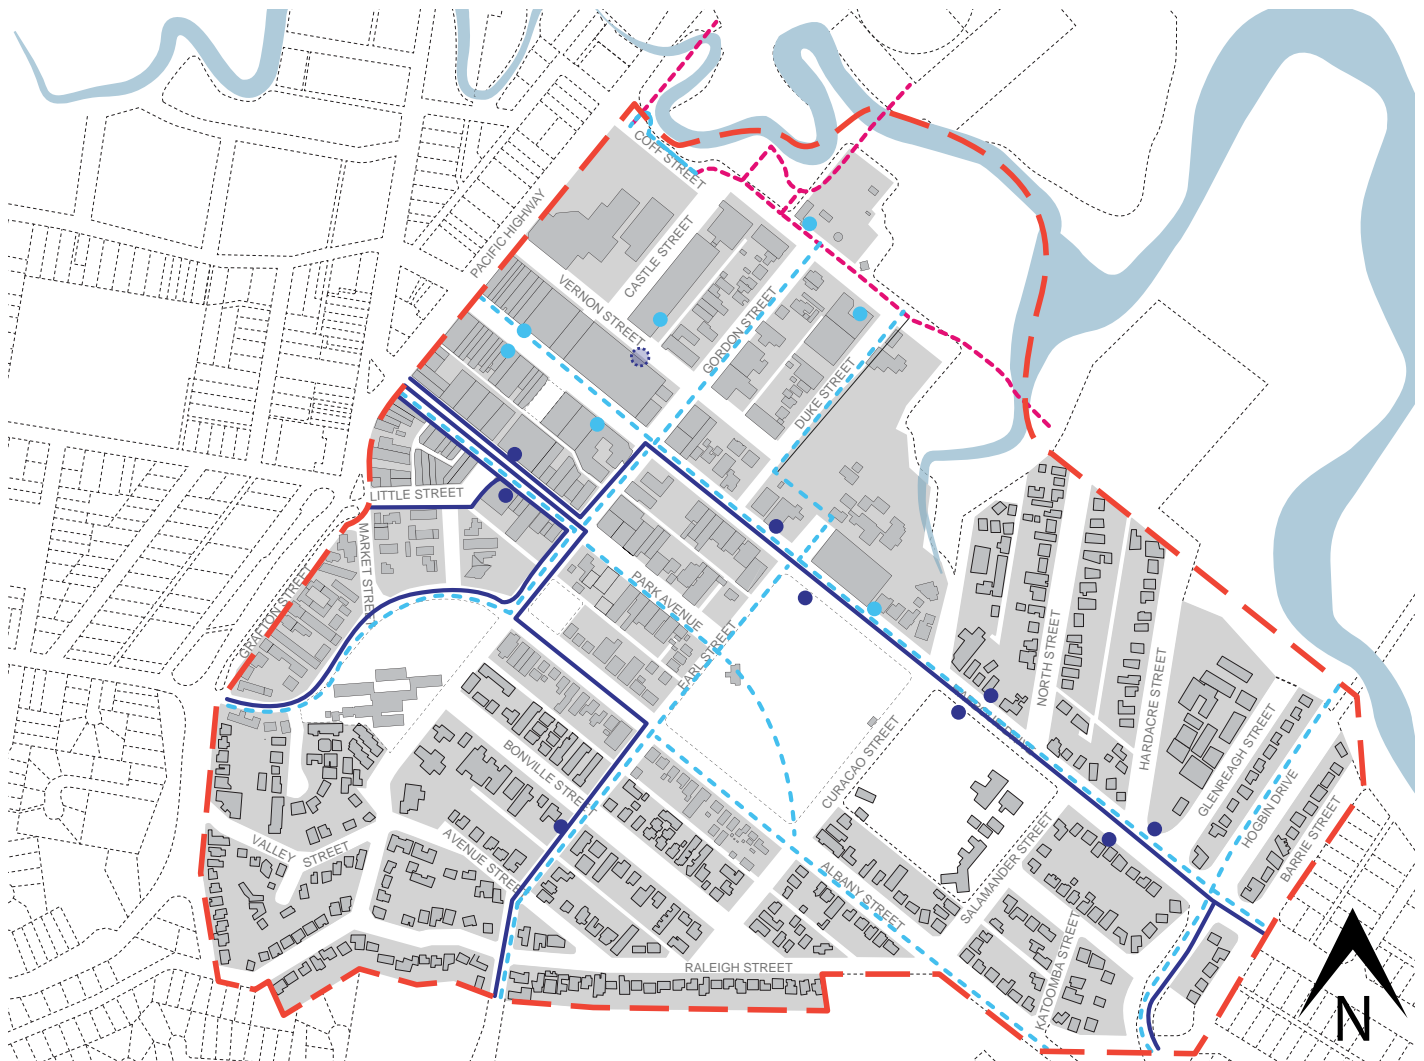 COFF STREET
PACIFIC HIGHWAY
CASTLE STREET
VERNON STREET
GORDON STREET
DUKE STREET
LITTLE STREET
MARKET STREET
GRAFTON STREET
PARK AVENUE
EARL STREET
NORTH STREET
HARDACRE STREET
CURACAO STREET
GLENREAGH STREET
HOGBIN DRIVE
BARRIE STREET
BONVILLE STREE
AVENUE STREE
VALLEY STREET
ALBANY STREET
SALAMANDER STREET
KATOOMBA STREET
RALEIGH STREET
N